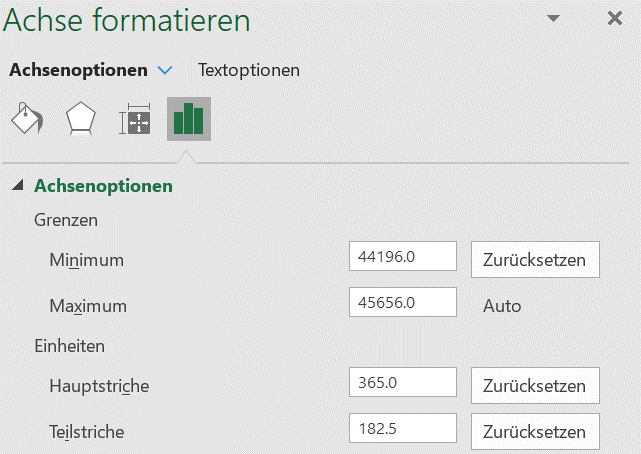 Achse formatieren
Achsenoptionen Textoptionen
Achsenoptionen
Grenzen
Minimum 44196.0 Zurücksetzen
Maximum 45656.0 Auto
Einheiten
Hauptstriche 365.0 Zurücksetzen
Teilstriche 182.5 Zurücksetzen